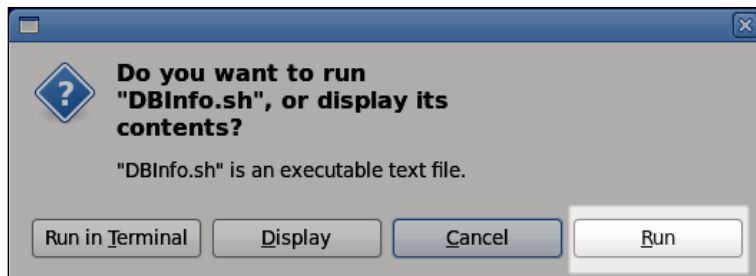 Do you want to run
"DBInfo.sh", or display its
contents?
"DBInfo.sh" is an executable text file.
Run in Terminal
Display
Cancel
Run